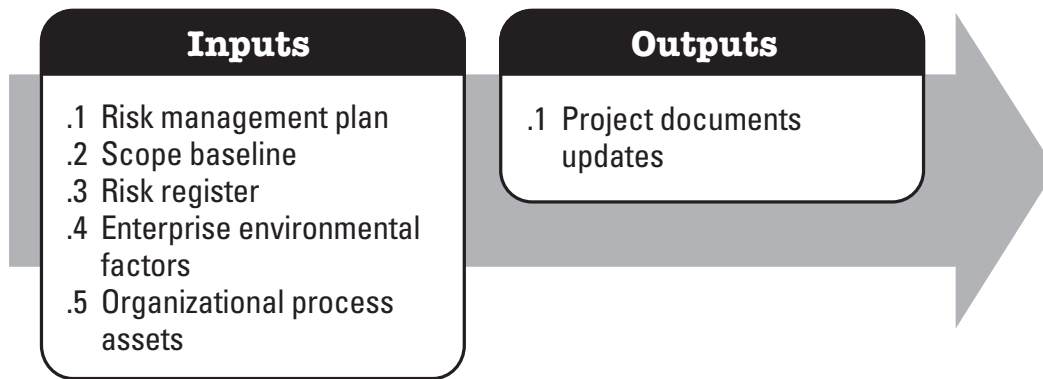 Inputs
.1 Risk management plan
.2 Scope baseline
.3 Risk register
.4 Enterprise environmental
factors
.5 Organizational process
assets
Outputs
.1 Project documents
updates